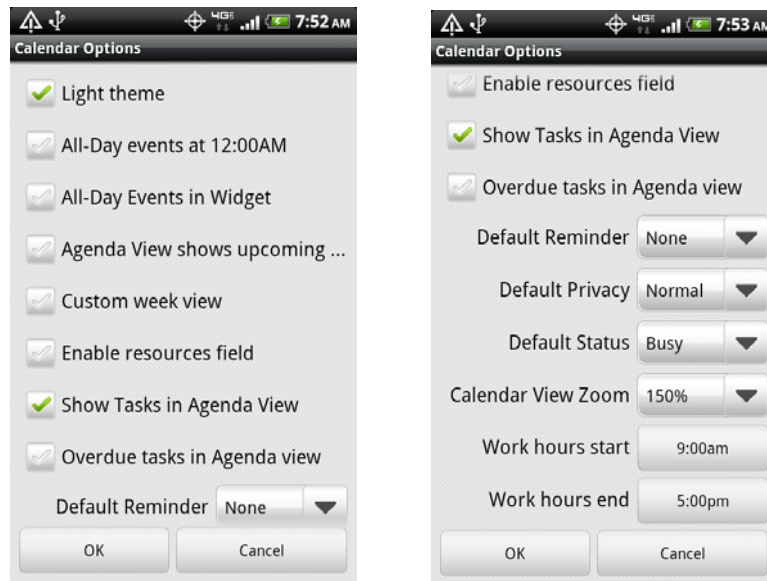 4G 7:52 AM
Calendar Options
Light theme
All-Day events at 12:00AM
All-Day Events in Widget
Agenda View shows upcoming ...
Custom week view
Enable resources field
Show Tasks in Agenda View
Overdue tasks in Agenda view
Default Reminder None
OK Cancel
4G 7:53 AM
Calendar Options
Enable resources field
Show Tasks in Agenda View
Overdue tasks in Agenda view
Default Reminder None
Default Privacy Normal
Default Status Busy
Calendar View Zoom 150%
Work hours start 9:00am
Work hours end 5:00pm
OK Cancel